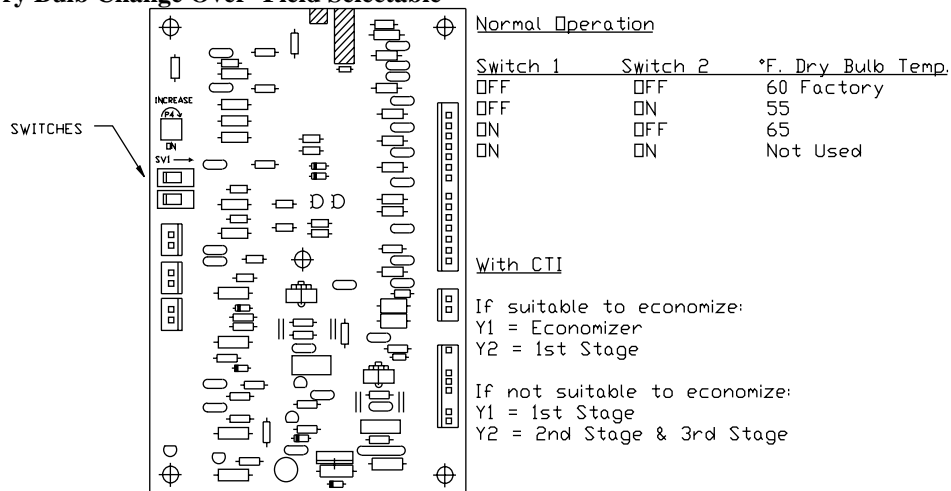 ry Bulb Change Over Field Selectable
INCREASE
P4
ON
SW1
SWITCHES
Normal Operation
Switch 1 Switch 2 °F. Dry Bulb Temp.
OFF OFF 60 Factory
OFF ON 55
ON OFF 65
ON ON Not Used
With CTI
If suitable to economize:
Y1 = Economizer
Y2 = 1st Stage
If not suitable to economize:
Y1 = 1st Stage
Y2 = 2nd Stage & 3rd Stage